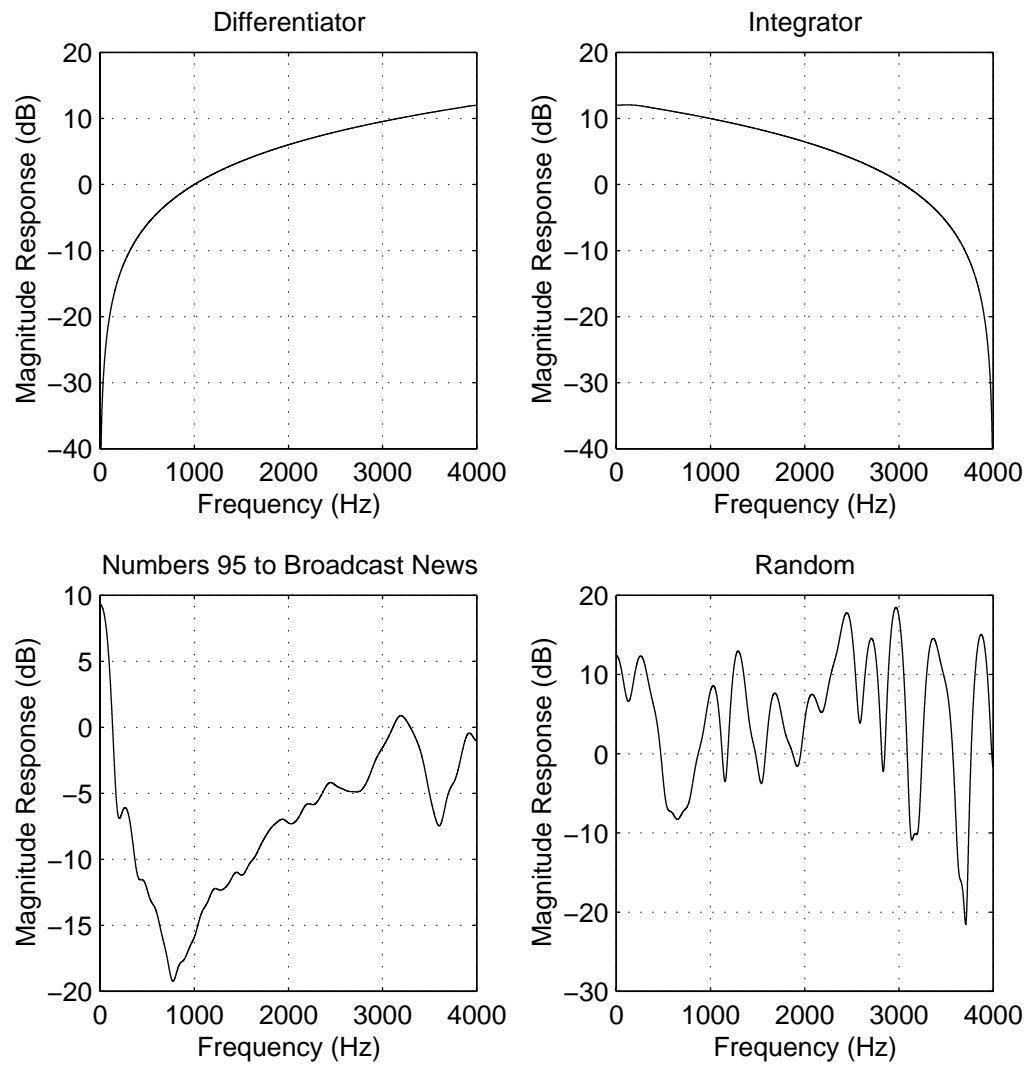 Differentiator
20
10
0
−10
−20
−30
−40
0 1000 2000 3000 4000
Frequency (Hz)
Magnitude Response (dB)
Integrator
20
10
0
−10
−20
−30
−40
0 1000 2000 3000 4000
Frequency (Hz)
Magnitude Response (dB)
Numbers 95 to Broadcast News
10
5
0
−5
−10
−15
−20
0 1000 2000 3000 4000
Frequency (Hz)
Magnitude Response (dB)
Random
20
10
0
−10
−20
−30
0 1000 2000 3000 4000
Frequency (Hz)
Magnitude Response (dB)